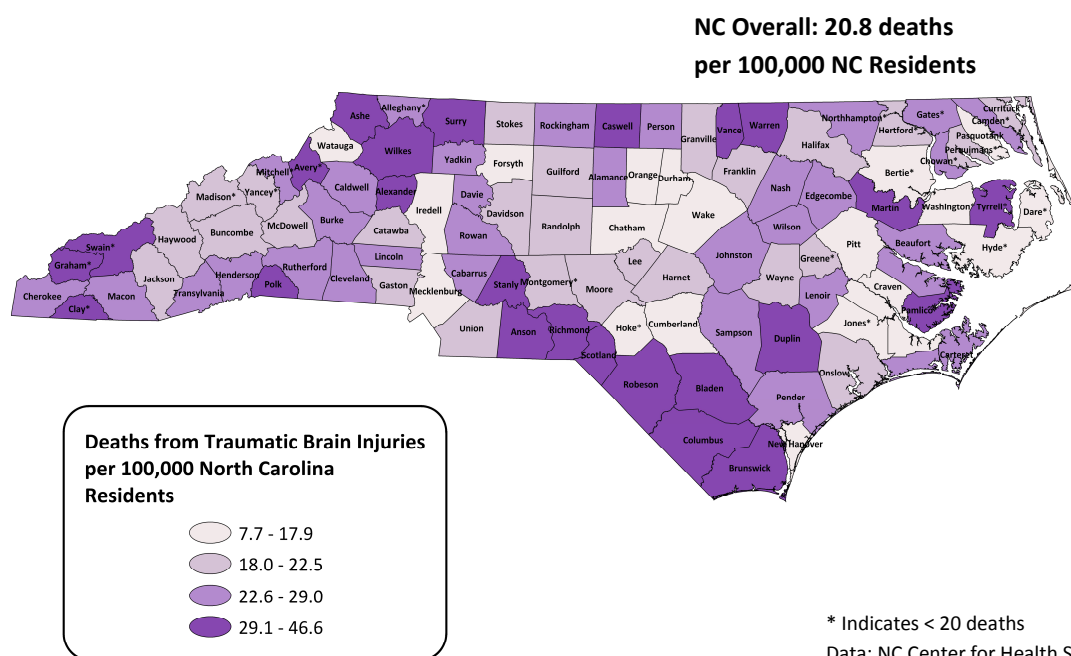 NC Overall: 20.8 deaths
per 100,000 NC Residents
Ashe
Alleghany*
Surry
Stokes
Rockingham
Caswell
Person
Granville
Vance
Warren
Northhampton
Hertford*
Gates*
Currituck
Camden*
Pasquotank
Perquimans*
Chowan*
Watauga
Wilkes
Yadkin
Forsyth
Guilford
Alamance
Orange
Durham
Franklin
Halifax
Bertie*
Mitchell*
Avery*
Caldwell
Alexander
Iredell
Davie
Davidson
Randolph
Chatham
Wake
Nash
Edgecombe
Martin
Washington
Tyrrell*
Dare*
Madison*
Yancey*
McDowell
Burke
Catawba
Rowan
Wilson
Pitt
Beaufort
Hyde*
Swain*
Haywood
Buncombe
Rutherford
Lincoln
Cabarrus
Stanly
Montgomery*
Moore
Lee
Harnet
Johnston
Wayne
Greene*
Lenoir
Craven
Pamlico*
Graham*
Jackson
Henderson
Cleveland
Gaston
Mecklenburg
Cherokee
Macon
Transylvania
Polk
Clay*
Union
Anson
Richmond
Scotland
Hoke*
Cumberland
Sampson
Duplin
Jones*
Carteret
Onslow
Robeson
Bladen
Pender
Columbus
New Hanover
Brunswick
Deaths from Traumatic Brain Injuries
per 100,000 North Carolina
Residents
7.7 - 17.9
18.0 - 22.5
22.6 - 29.0
29.1 - 46.6
* Indicates < 20 deaths
Data: NC Center for Health S